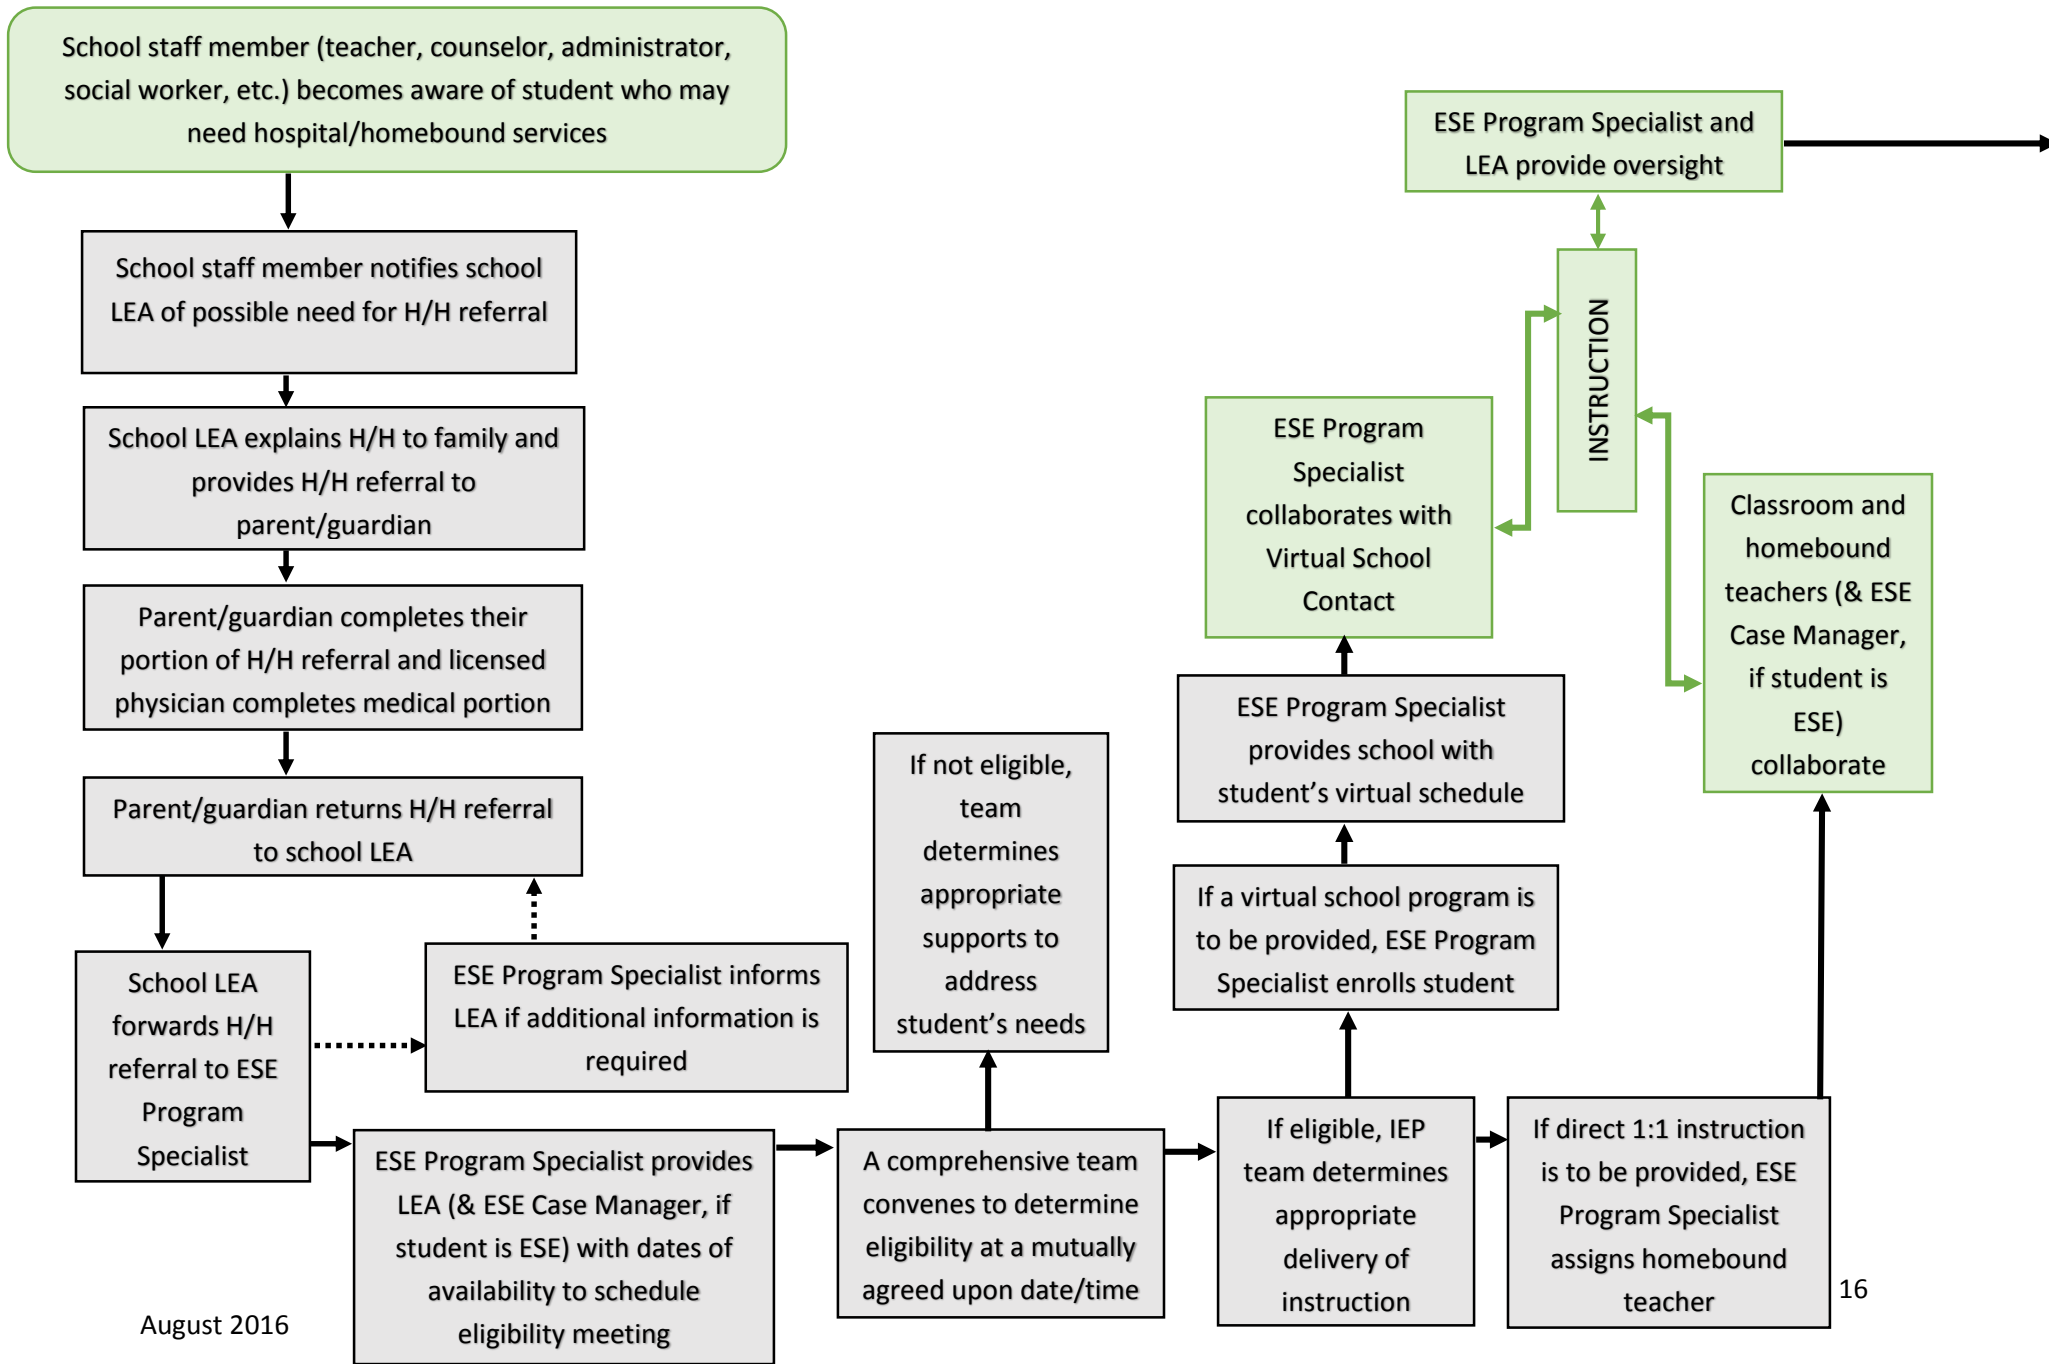 School staff member (teacher, counselor, administrator,
social worker, etc.) becomes aware of student who may
need hospital/homebound services
School staff member notifies school
LEA of possible need for H/H referral
School LEA explains H/H to family and
provides H/H referral to
parent/guardian
Parent/guardian completes their
portion of H/H referral and licensed
physician completes medical portion
Parent/guardian returns H/H referral
to school LEA
School LEA
forwards H/H
referral to ESE
Program
Specialist
ESE Program Specialist informs
LEA if additional information is
required
ESE Program Specialist provides
LEA (& ESE Case Manager, if
student is ESE) with dates of
availability to schedule
eligibility meeting
A comprehensive team
convenes to determine
eligibility at a mutually
agreed upon date/time
If not eligible,
team
determines
appropriate
supports to
address
student’s needs
If eligible, IEP
team determines
appropriate
delivery of
instruction
If a virtual school program is
to be provided, ESE Program
Specialist enrolls student
ESE Program Specialist
provides school with
student’s virtual schedule
ESE Program
Specialist
collaborates with
Virtual School
Contact
If direct 1:1 instruction
is to be provided, ESE
Program Specialist
assigns homebound
teacher
Classroom and
homebound
teachers (& ESE
Case Manager,
if student is
ESE)
collaborate
INSTRUCTION
ESE Program Specialist and
LEA provide oversight
August 2016
16